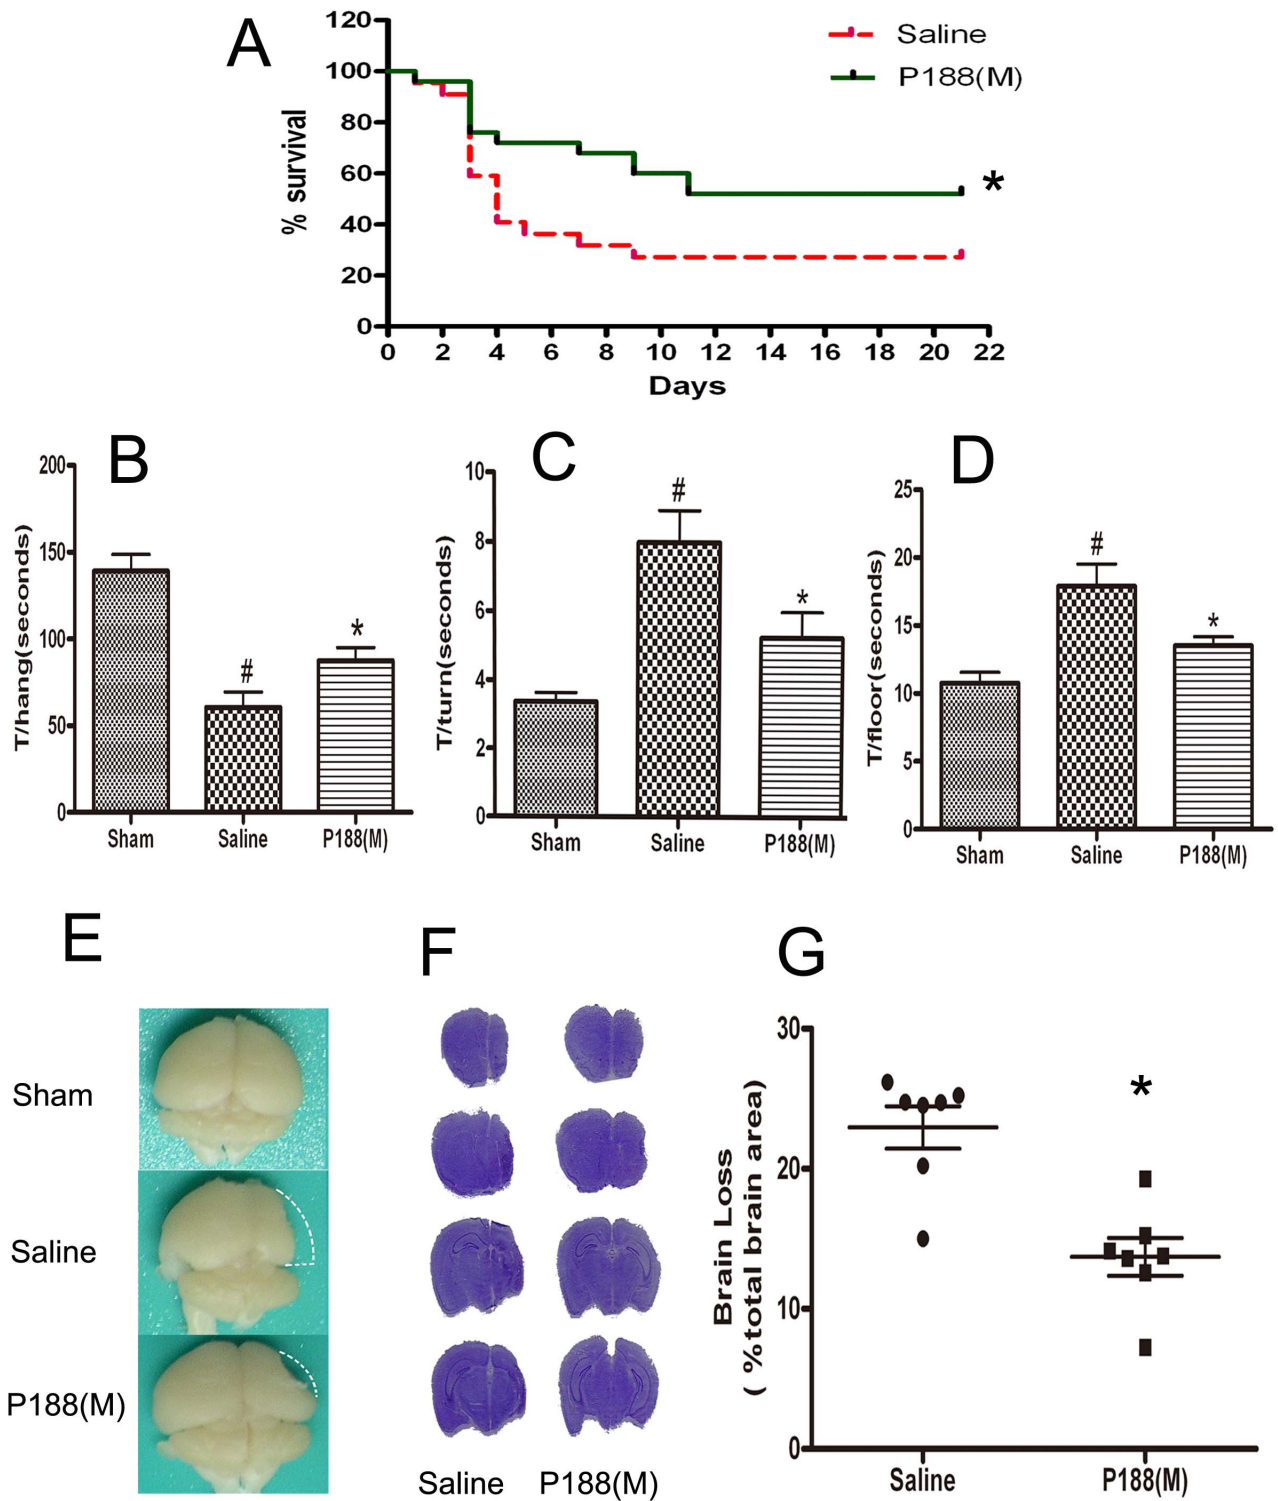 A
Saline
P188(M)
*
120
100
80
60
40
20
0
% survival
0 2 4 6 8 10 12 14 16 18 20 22
Days
B
200
150
100
50
0
T/hang(seconds)
#
*
Sham Saline P188(M)
C
10
8
6
4
2
0
T/turn(seconds)
#
*
Sham Saline P188(M)
D
25
20
15
10
5
0
T/floor(seconds)
#
*
Sham Saline P188(M)
E
Sham
Saline
P188(M)
F
Saline P188(M)
G
30
20
10
0
Brain Loss
( %total brain area)
*
Saline P188(M)